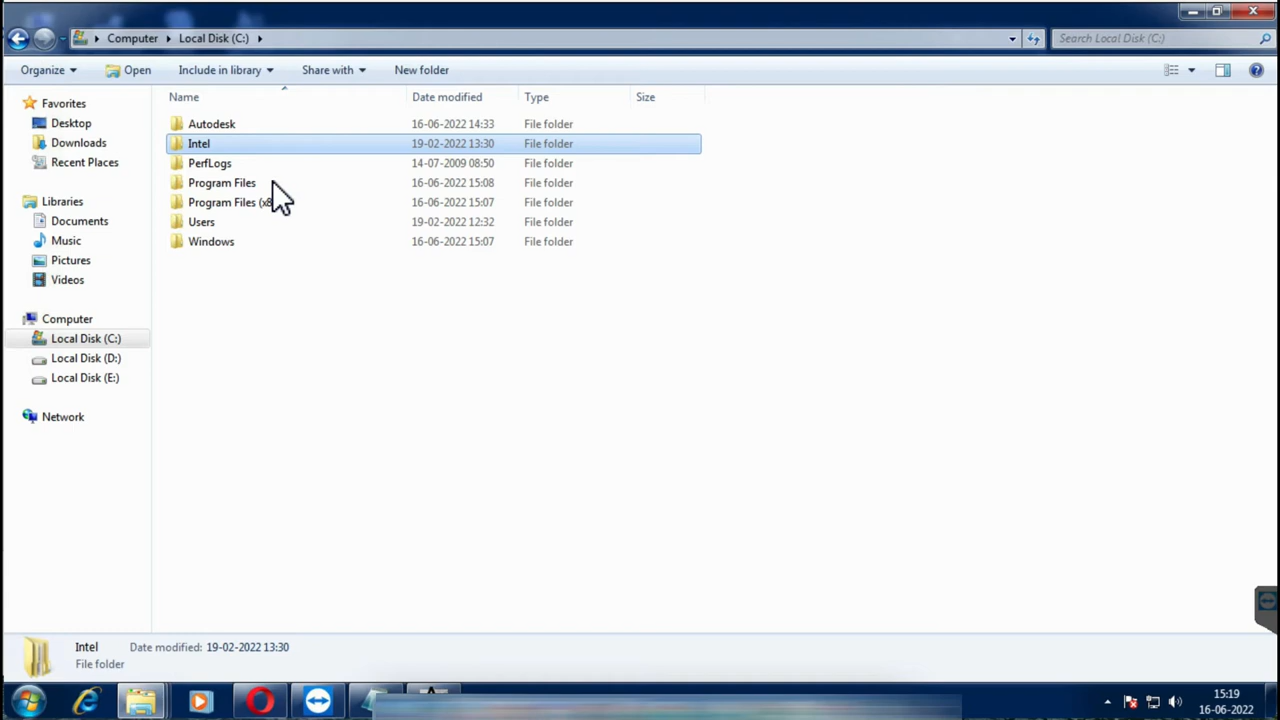 Computer Local Disk (C:) Search Local Disk (C:)
Organize Open Include in library Share with New folder
Name Date modified Type Size
Favorites
Desktop
Downloads
Recent Places
Libraries
Documents
Music
Pictures
Videos
Computer
Local Disk (C:)
Local Disk (D:)
Local Disk (E:)
Network
Autodesk 16-06-2022 14:33 File folder
Intel 19-02-2022 13:30 File folder
PerfLogs 14-07-2009 08:50 File folder
Program Files 16-06-2022 15:08 File folder
Program Files (x8 16-06-2022 15:07 File folder
Users 19-02-2022 12:32 File folder
Windows 16-06-2022 15:07 File folder
Intel Date modified: 19-02-2022 13:30
File folder
15:19
16-06-2022